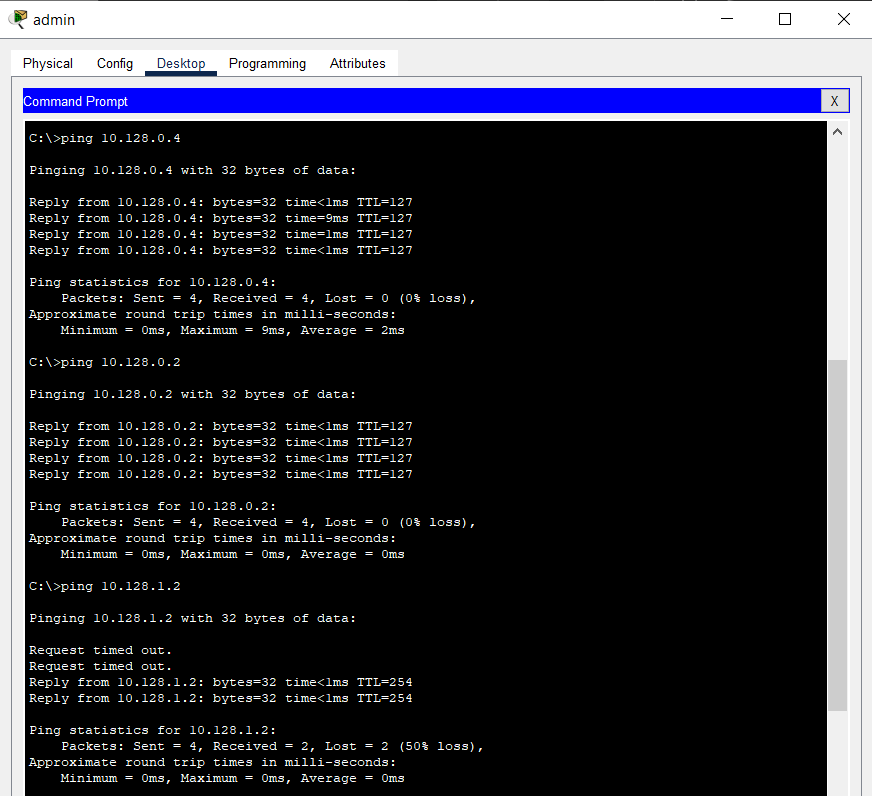 admin
Physical Config Desktop Programming Attributes
Command Prompt X
C:\>ping 10.128.0.4
Pinging 10.128.0.4 with 32 bytes of data:
Reply from 10.128.0.4: bytes=32 time<1ms TTL=127
Reply from 10.128.0.4: bytes=32 time=9ms TTL=127
Reply from 10.128.0.4: bytes=32 time=1ms TTL=127
Reply from 10.128.0.4: bytes=32 time<1ms TTL=127
Ping statistics for 10.128.0.4:
Packets: Sent = 4, Received = 4, Lost = 0 (0% loss),
Approximate round trip times in milli-seconds:
Minimum = 0ms, Maximum = 9ms, Average = 2ms
C:\>ping 10.128.0.2
Pinging 10.128.0.2 with 32 bytes of data:
Reply from 10.128.0.2: bytes=32 time<1ms TTL=127
Reply from 10.128.0.2: bytes=32 time<1ms TTL=127
Reply from 10.128.0.2: bytes=32 time<1ms TTL=127
Reply from 10.128.0.2: bytes=32 time<1ms TTL=127
Ping statistics for 10.128.0.2:
Packets: Sent = 4, Received = 4, Lost = 0 (0% loss),
Approximate round trip times in milli-seconds:
Minimum = 0ms, Maximum = 0ms, Average = 0ms
C:\>ping 10.128.1.2
Pinging 10.128.1.2 with 32 bytes of data:
Request timed out.
Request timed out.
Reply from 10.128.1.2: bytes=32 time<1ms TTL=254
Reply from 10.128.1.2: bytes=32 time<1ms TTL=254
Ping statistics for 10.128.1.2:
Packets: Sent = 4, Received = 2, Lost = 2 (50% loss),
Approximate round trip times in milli-seconds:
Minimum = 0ms, Maximum = 0ms, Average = 0ms